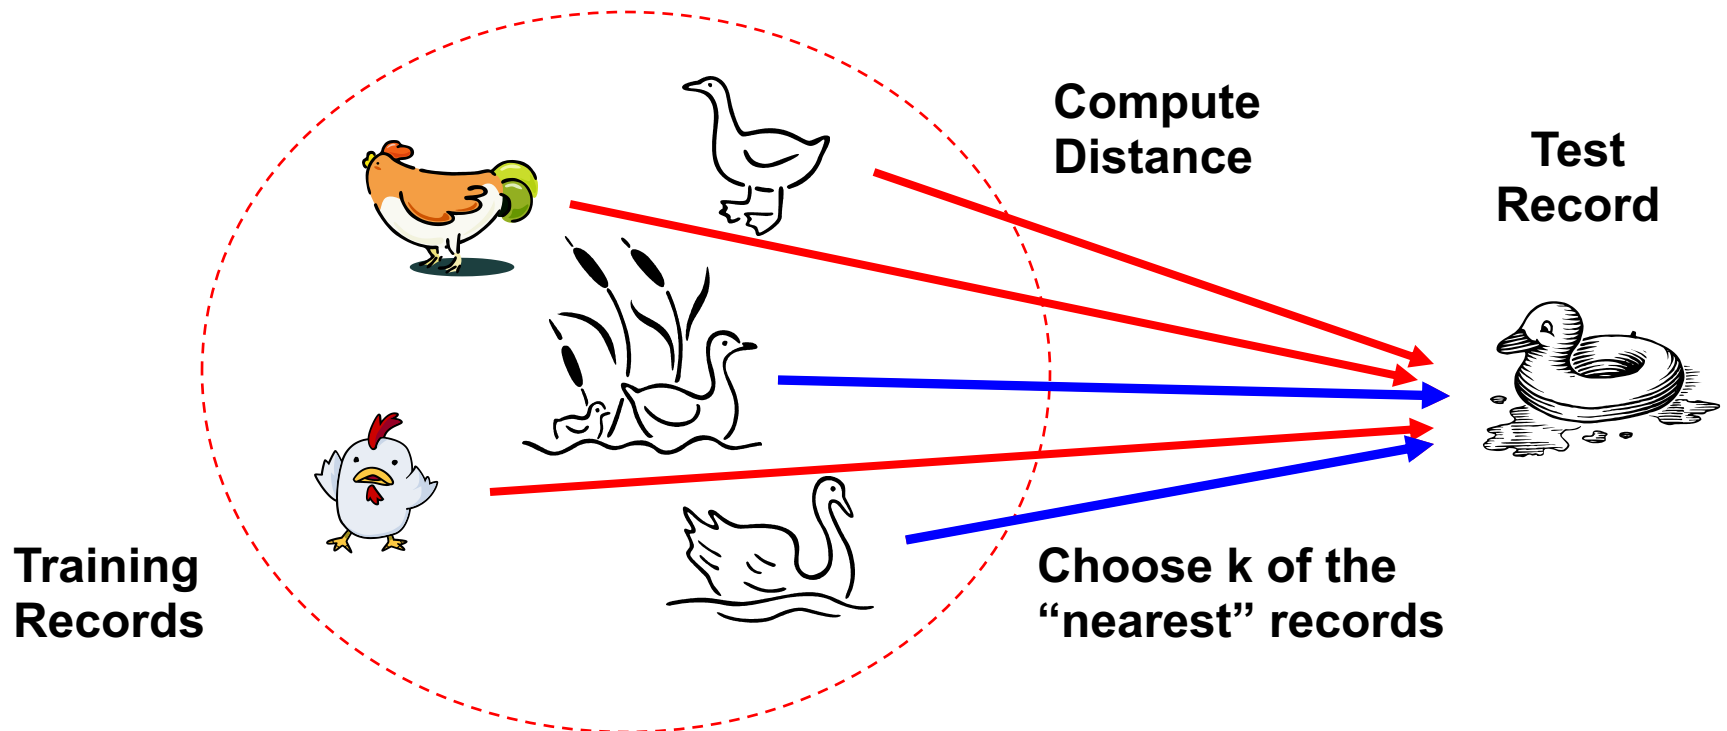 Compute
Distance
Test
Record
Training
Records
Choose k of the
“nearest” records